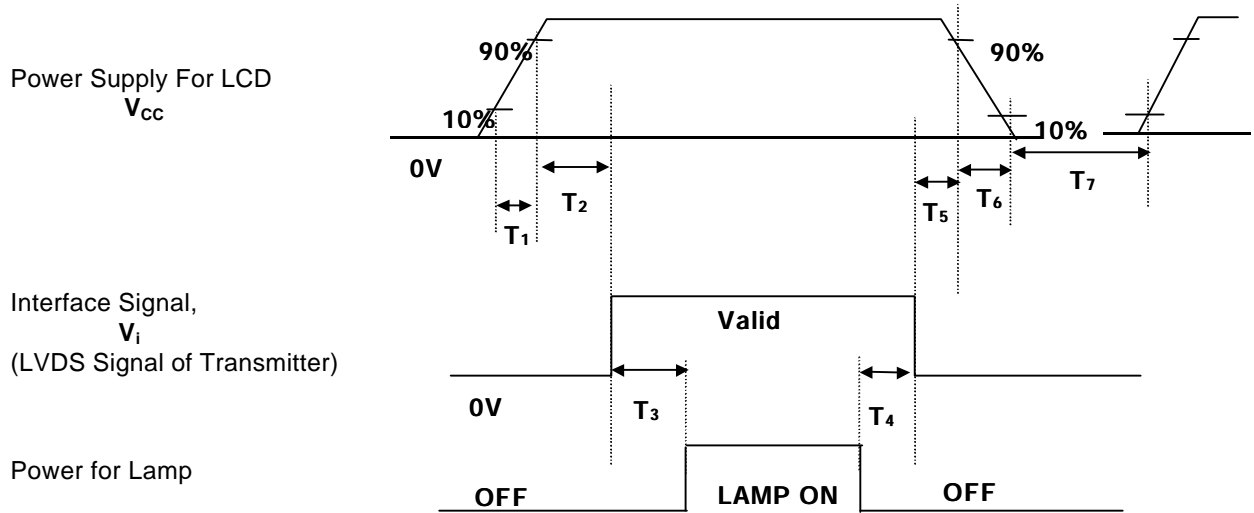 90%
90%
Power Supply For LCD
VCC
10%
10%
0V
T1
T2
T5
T6
T7
Interface Signal,
Vi
(LVDS Signal of Transmitter)
Valid
0V
T3
T4
Power for Lamp
OFF
LAMP ON
OFF